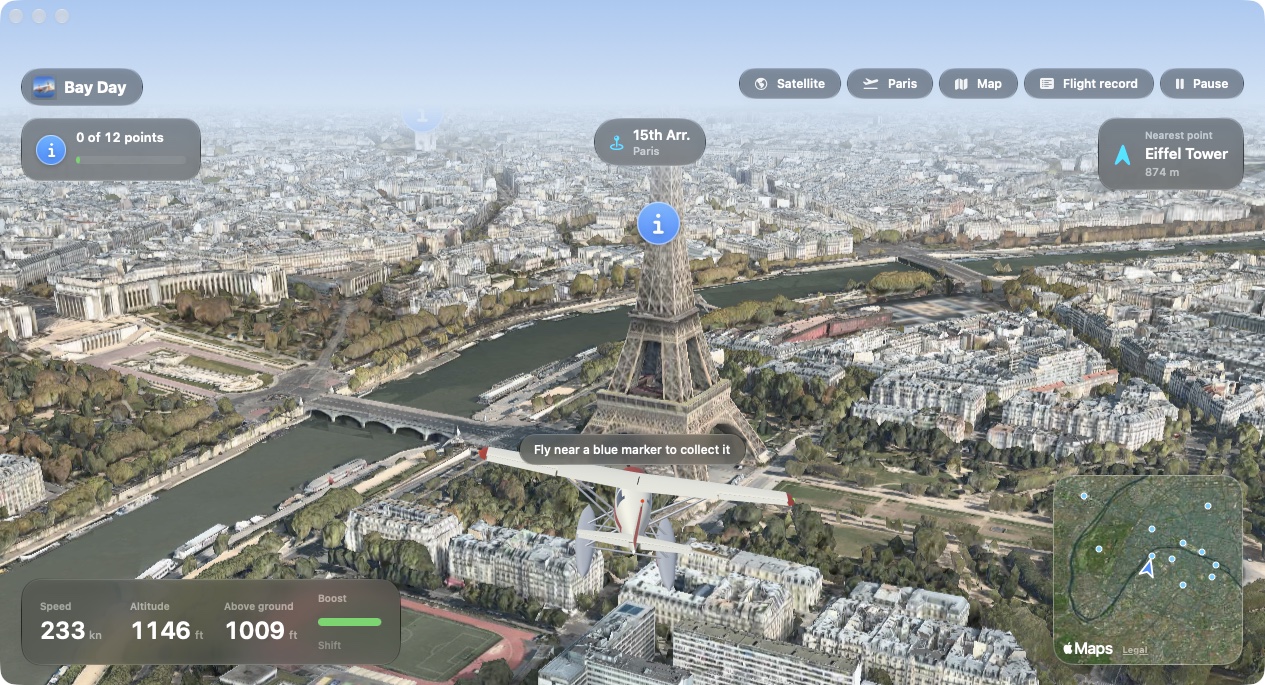 Bay Day
Satellite
Paris
Map
Flight record
Pause
0 of 12 points
15th Arr.
Paris
Nearest point
Eiffel Tower
874 m
Fly near a blue marker to collect it
Speed
233 kn
Altitude
1146 ft
Above ground
1009 ft
Boost
Shift
Maps
Legal